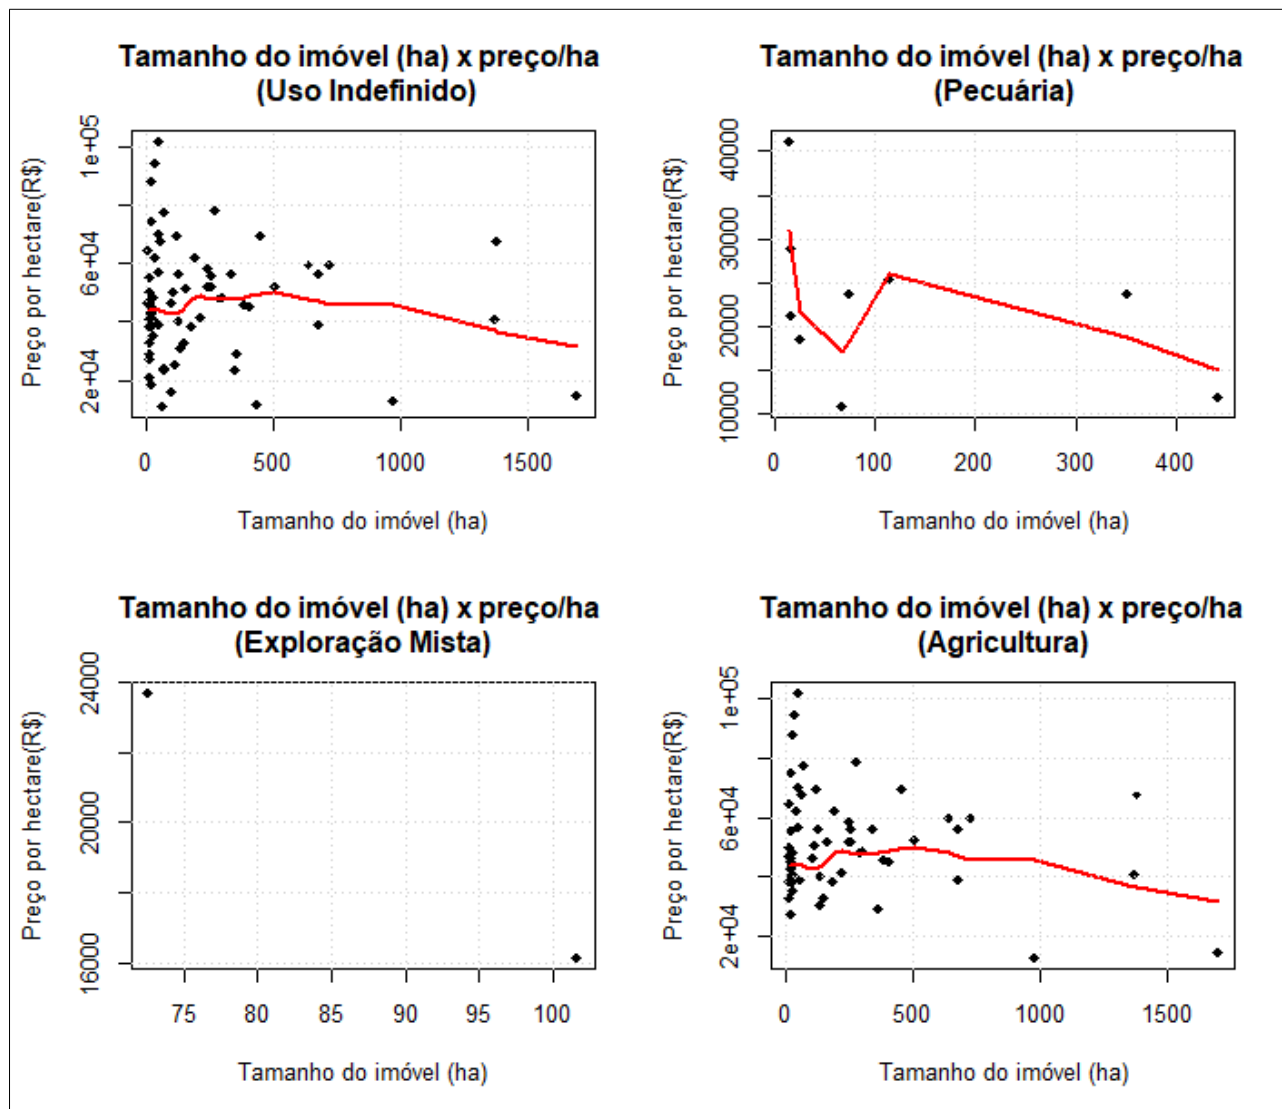 Tamanho do imóvel (ha) x preço/ha
(Uso Indefinido)
Preço por hectare(R$)
1e+05
6e+04
2e+04
0
500
1000
1500
Tamanho do imóvel (ha)
Tamanho do imóvel (ha) x preço/ha
(Pecuária)
Preço por hectare(R$)
40000
30000
20000
10000
0
100
200
300
400
Tamanho do imóvel (ha)
Tamanho do imóvel (ha) x preço/ha
(Exploração Mista)
Preço por hectare(R$)
24000
20000
16000
75
80
85
90
95
100
Tamanho do imóvel (ha)
Tamanho do imóvel (ha) x preço/ha
(Agricultura)
Preço por hectare(R$)
1e+05
6e+04
2e+04
0
500
1000
1500
Tamanho do imóvel (ha)